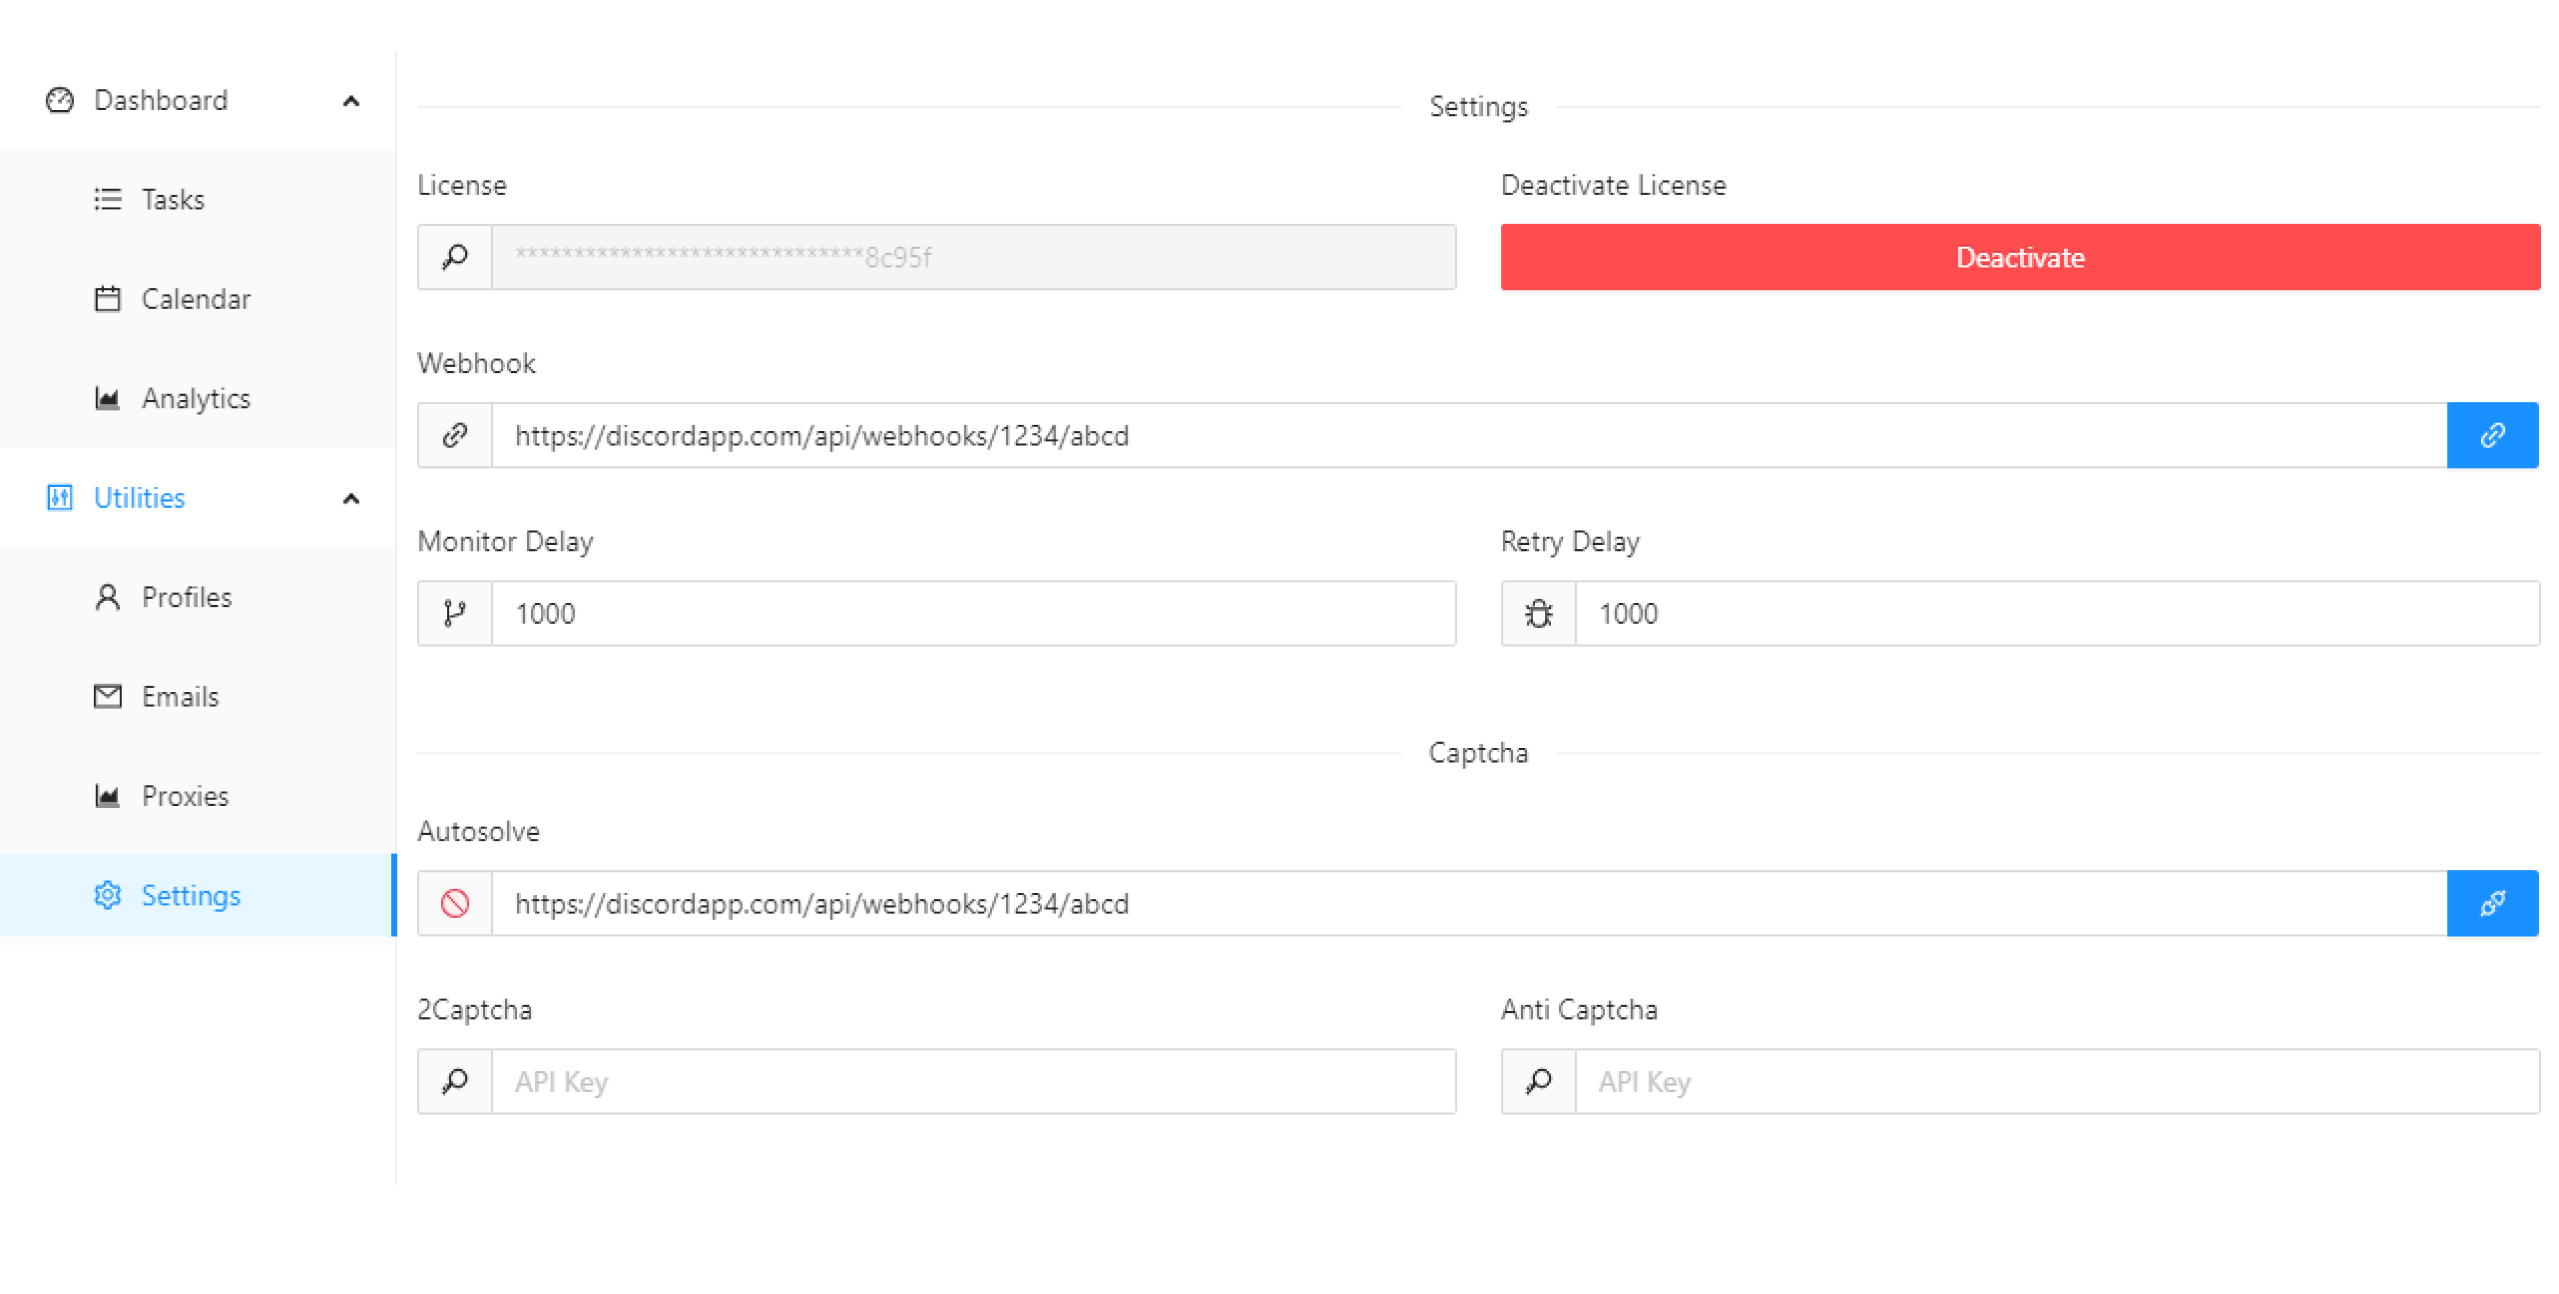 Dashboard
Tasks
Calendar
Analytics
Utilities
Profiles
Emails
Proxies
Settings
Settings
License
******************************8c95f
Deactivate License
Deactivate
Webhook
https://discordapp.com/api/webhooks/1234/abcd
Monitor Delay
1000
Retry Delay
1000
Captcha
Autosolve
https://discordapp.com/api/webhooks/1234/abcd
2Captcha
API Key
Anti Captcha
API Key